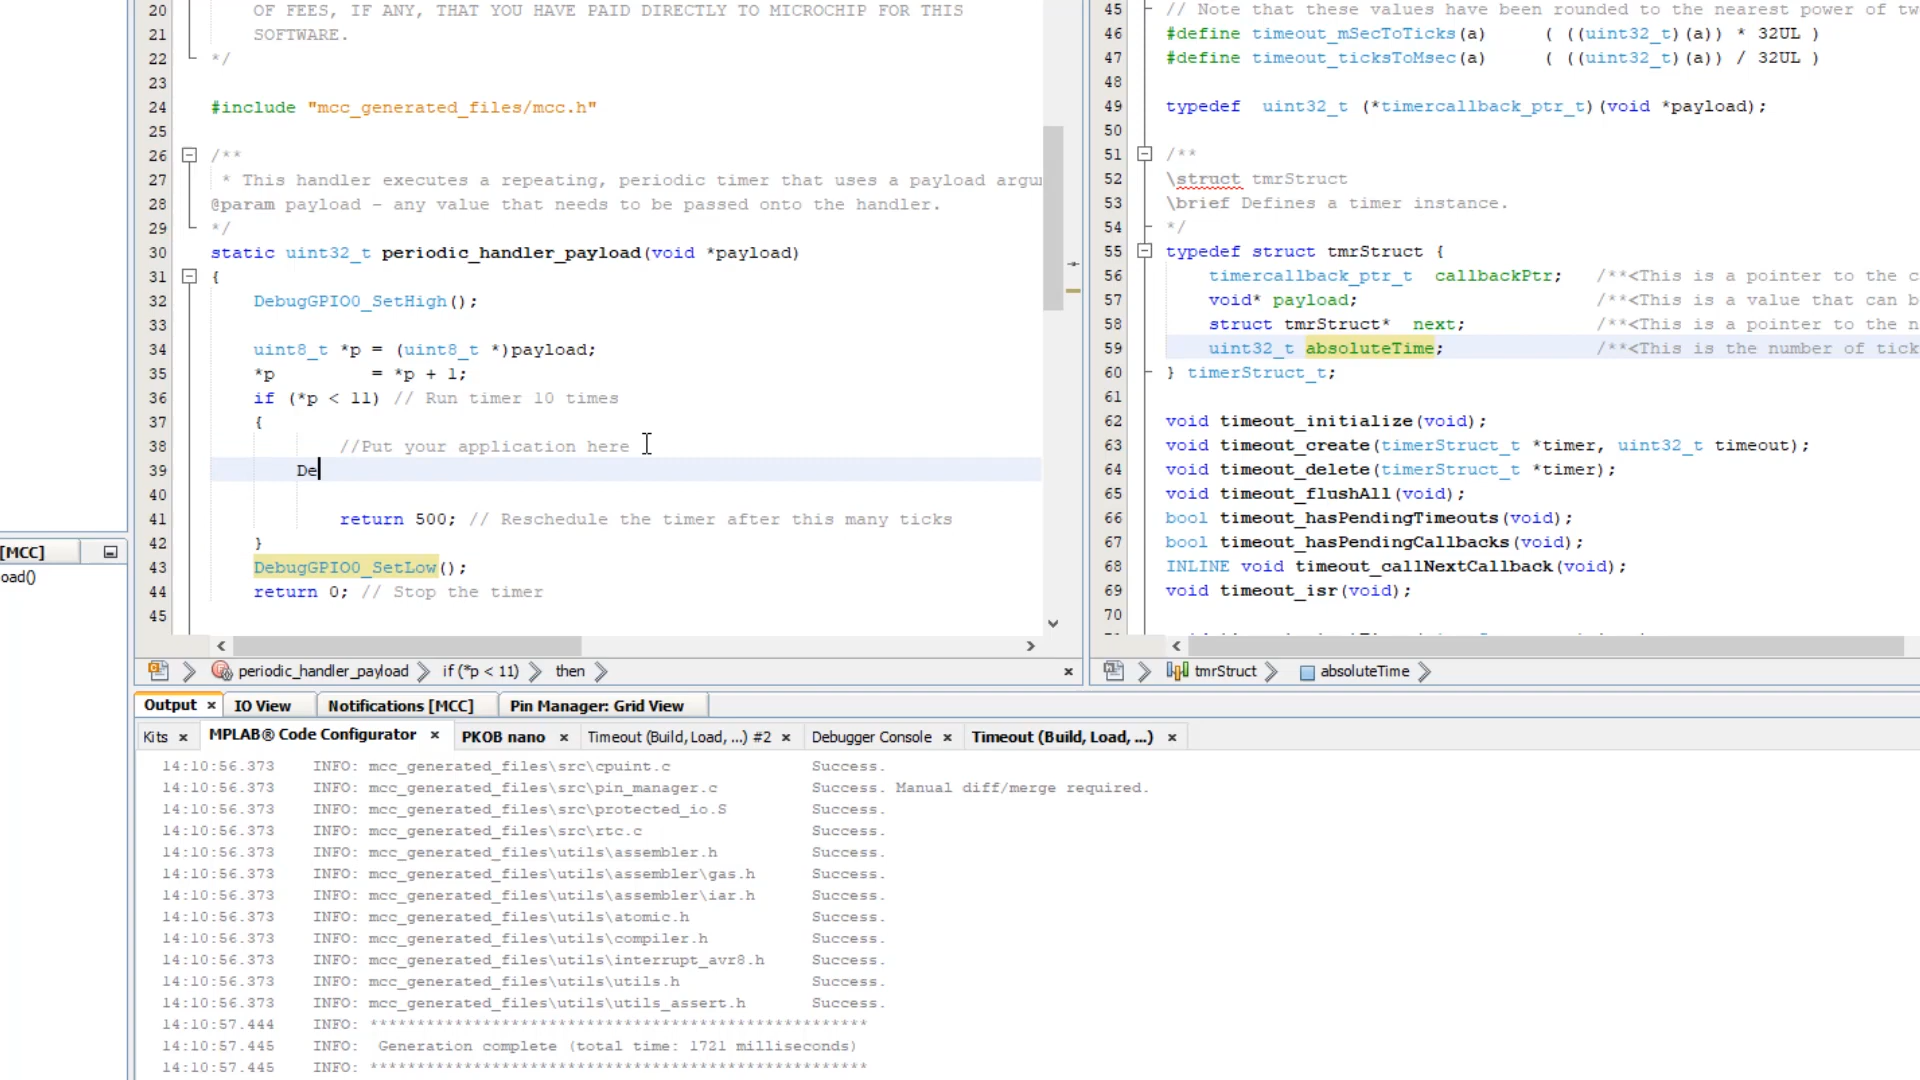 20 OF FEES, IF ANY, THAT YOU HAVE PAID DIRECTLY TO MICROCHIP FOR THIS
21 SOFTWARE.
22 */
23
24 #include "mcc_generated_files/mcc.h"
25
26 /**
27 * This handler executes a repeating, periodic timer that uses a payload argu
28 @param payload - any value that needs to be passed onto the handler.
29 */
30 static uint32_t periodic_handler_payload(void *payload)
31 {
32 DebugGPIO0_SetHigh();
33
34 uint8_t *p = (uint8_t *)payload;
35 *p = *p + 1;
36 if (*p < 11) // Run timer 10 times
37 {
38 //Put your application here
39 De
40
41 return 500; // Reschedule the timer after this many ticks
42 }
43 DebugGPIO0_SetLow();
44 return 0; // Stop the timer
45
45 // Note that these values have been rounded to the nearest power of tw
46 #define timeout_mSecToTicks(a) ( ((uint32_t)(a)) * 32UL )
47 #define timeout_ticksToMsec(a) ( ((uint32_t)(a)) / 32UL )
48
49 typedef uint32_t (*timercallback_ptr_t)(void *payload);
50
51 /**
52 \struct tmrStruct
53 \brief Defines a timer instance.
54 */
55 typedef struct tmrStruct {
56 timercallback_ptr_t callbackPtr; /**<This is a pointer to the c
57 void* payload; /**<This is a value that can b
58 struct tmrStruct* next; /**<This is a pointer to the n
59 uint32_t absoluteTime; /**<This is the number of tick
60 } timerStruct_t;
61
62 void timeout_initialize(void);
63 void timeout_create(timerStruct_t *timer, uint32_t timeout);
64 void timeout_delete(timerStruct_t *timer);
65 void timeout_flushAll(void);
66 bool timeout_hasPendingTimeouts(void);
67 bool timeout_hasPendingCallbacks(void);
68 INLINE void timeout_callNextCallback(void);
69 void timeout_isr(void);
70
[MCC]
oad()
periodic_handler_payload if (*p < 11) then
tmrStruct absoluteTime
Output IO View Notifications [MCC] Pin Manager: Grid View
Kits MPLAB® Code Configurator PKOB nano Timeout (Build, Load, ...) #2 Debugger Console Timeout (Build, Load, ...)
14:10:56.373 INFO: mcc_generated_files\src\cpuint.c Success.
14:10:56.373 INFO: mcc_generated_files\src\pin_manager.c Success. Manual diff/merge required.
14:10:56.373 INFO: mcc_generated_files\src\protected_io.S Success.
14:10:56.373 INFO: mcc_generated_files\src\rtc.c Success.
14:10:56.373 INFO: mcc_generated_files\utils\assembler.h Success.
14:10:56.373 INFO: mcc_generated_files\utils\assembler\gas.h Success.
14:10:56.373 INFO: mcc_generated_files\utils\assembler\iar.h Success.
14:10:56.373 INFO: mcc_generated_files\utils\atomic.h Success.
14:10:56.373 INFO: mcc_generated_files\utils\compiler.h Success.
14:10:56.373 INFO: mcc_generated_files\utils\interrupt_avr8.h Success.
14:10:56.373 INFO: mcc_generated_files\utils\utils.h Success.
14:10:56.373 INFO: mcc_generated_files\utils\utils_assert.h Success.
14:10:57.444 INFO: *****************************************************
14:10:57.445 INFO: Generation complete (total time: 1721 milliseconds)
14:10:57.445 INFO: *****************************************************